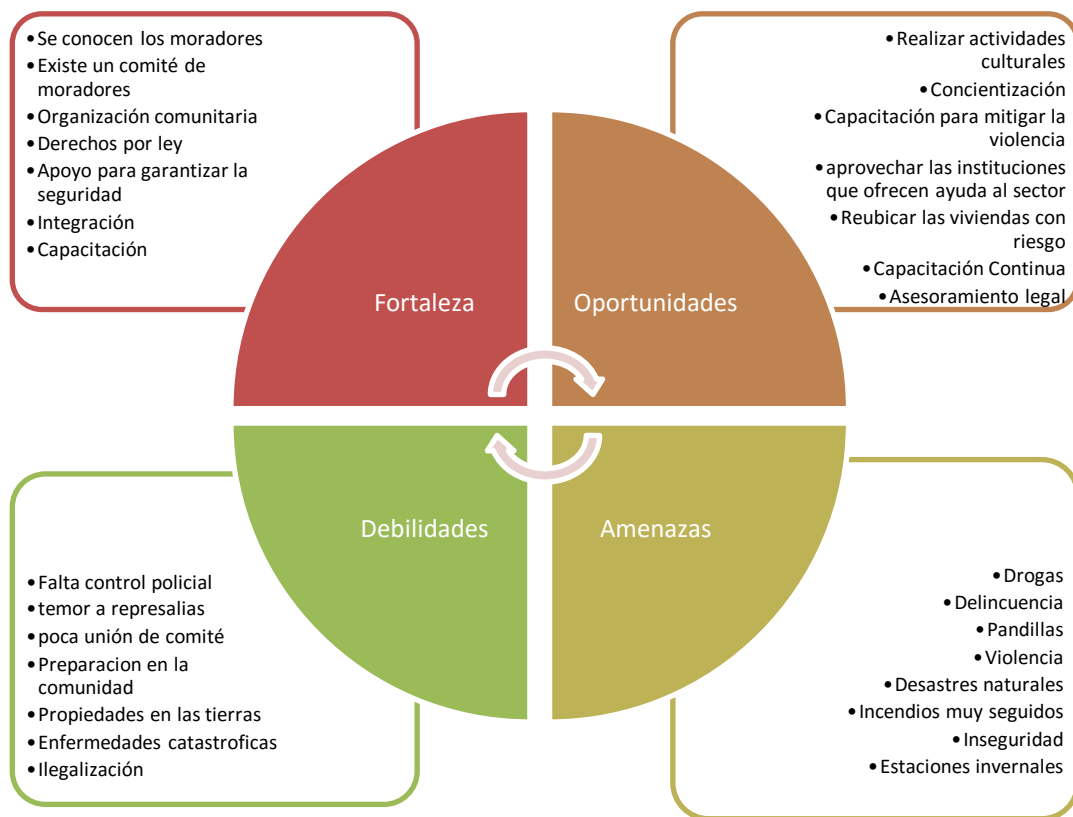 •Se conocen los moradores
•Existe un comité de
moradores
•Organización comunitaria
•Derechos por ley
•Apoyo para garantizar la
seguridad
•Integración
•Capacitación
•Realizar actividades
culturales
•Concientización
•Capacitación para mitigar la
violencia
•aprovechar las instituciones
que ofrecen ayuda al sector
•Reubicar las viviendas con
riesgo
•Capacitación Continua
•Asesoramiento legal
Fortaleza
Oportunidades
Debilidades
Amenazas
•Falta control policial
•temor a represalias
•poca unión de comité
•Preparacion en la
comunidad
•Propiedades en las tierras
•Enfermedades catastroficas
•Ilegalización
•Drogas
•Delincuencia
•Pandillas
•Violencia
•Desastres naturales
•Incendios muy seguidos
•Inseguridad
•Estaciones invernales